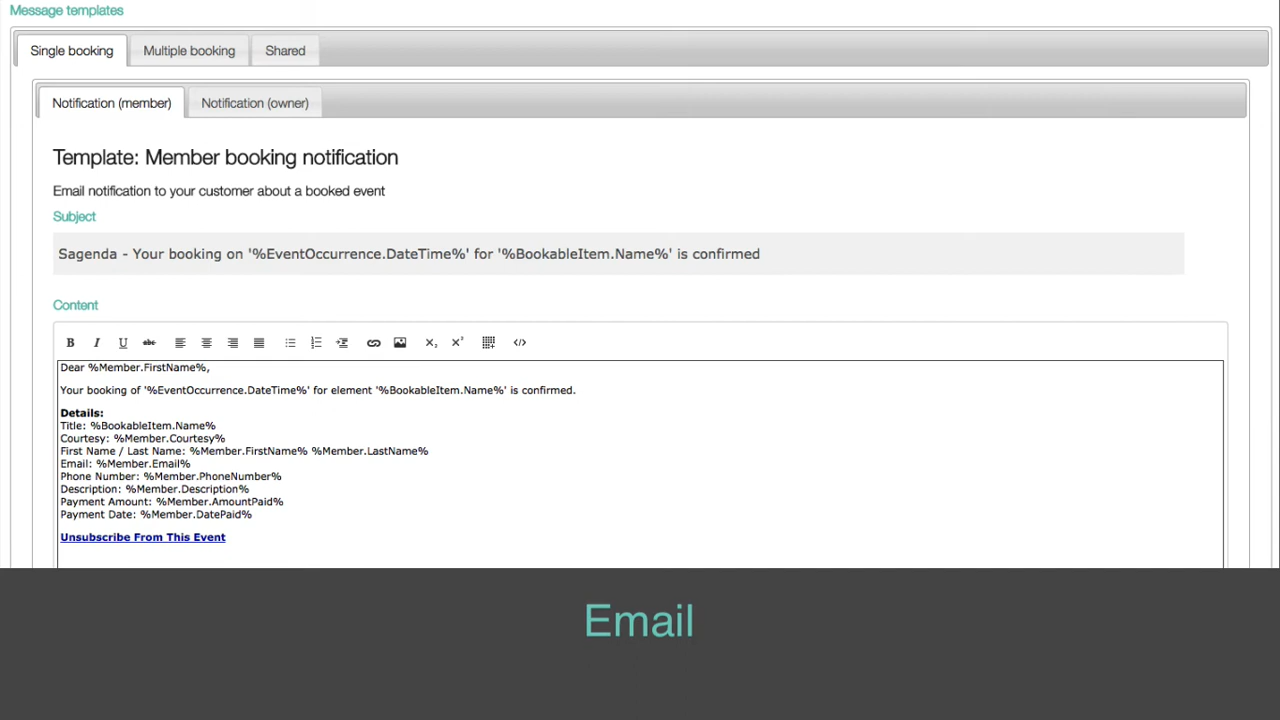 Message templates
Single booking
Multiple booking
Shared
Notification (member)
Notification (owner)
Template: Member booking notification
Email notification to your customer about a booked event
Subject
Sagenda - Your booking on '%EventOccurrence.DateTime%' for '%BookableItem.Name%' is confirmed
Content
B I U abc X₂ X² </>
Dear %Member.FirstName%,
Your booking of '%EventOccurrence.DateTime%' for element '%BookableItem.Name%' is confirmed.
Details:
Title: %BookableItem.Name%
Courtesy: %Member.Courtesy%
First Name / Last Name: %Member.FirstName% %Member.LastName%
Email: %Member.Email%
Phone Number: %Member.PhoneNumber%
Description: %Member.Description%
Payment Amount: %Member.AmountPaid%
Payment Date: %Member.DatePaid%
Unsubscribe From This Event
Email